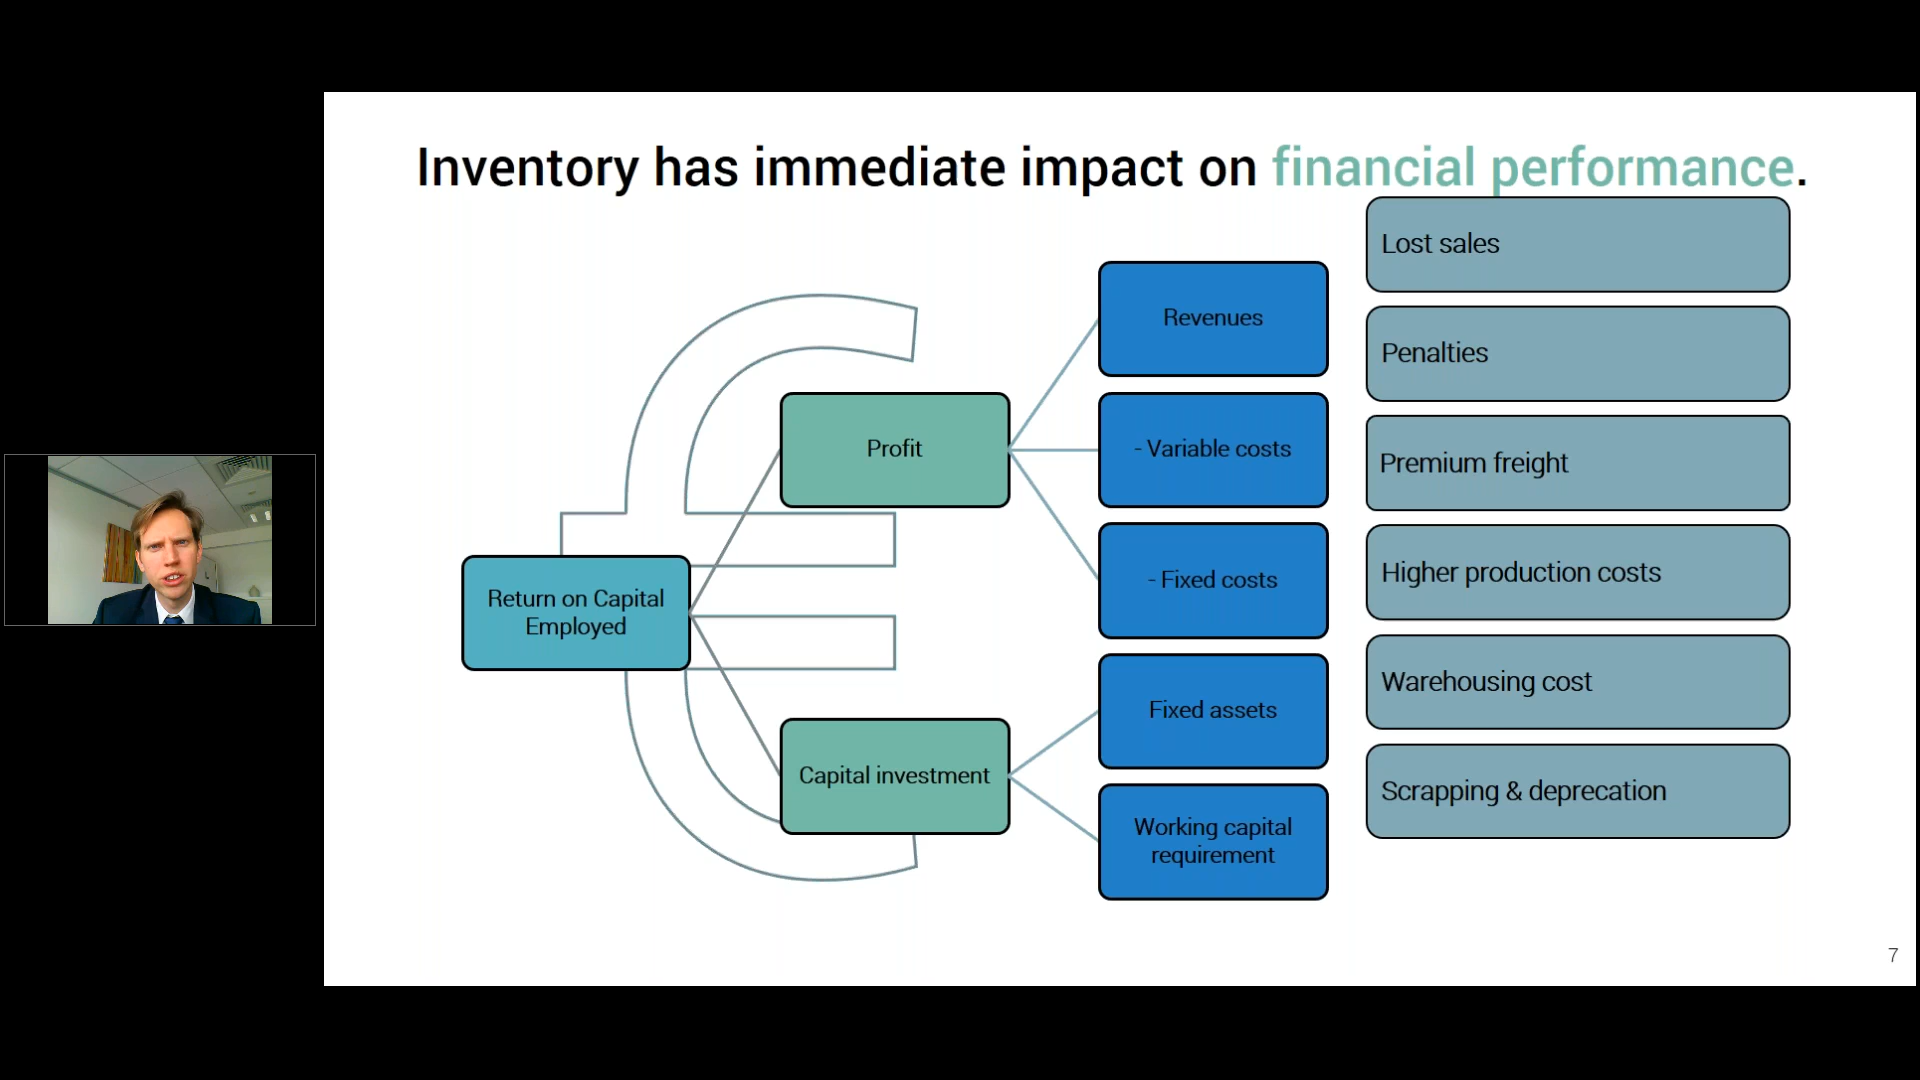 Inventory has immediate impact on financial performance.
Return on Capital
Employed
Profit
Capital investment
Revenues
- Variable costs
- Fixed costs
Fixed assets
Working capital
requirement
Lost sales
Penalties
Premium freight
Higher production costs
Warehousing cost
Scrapping & deprecation
7